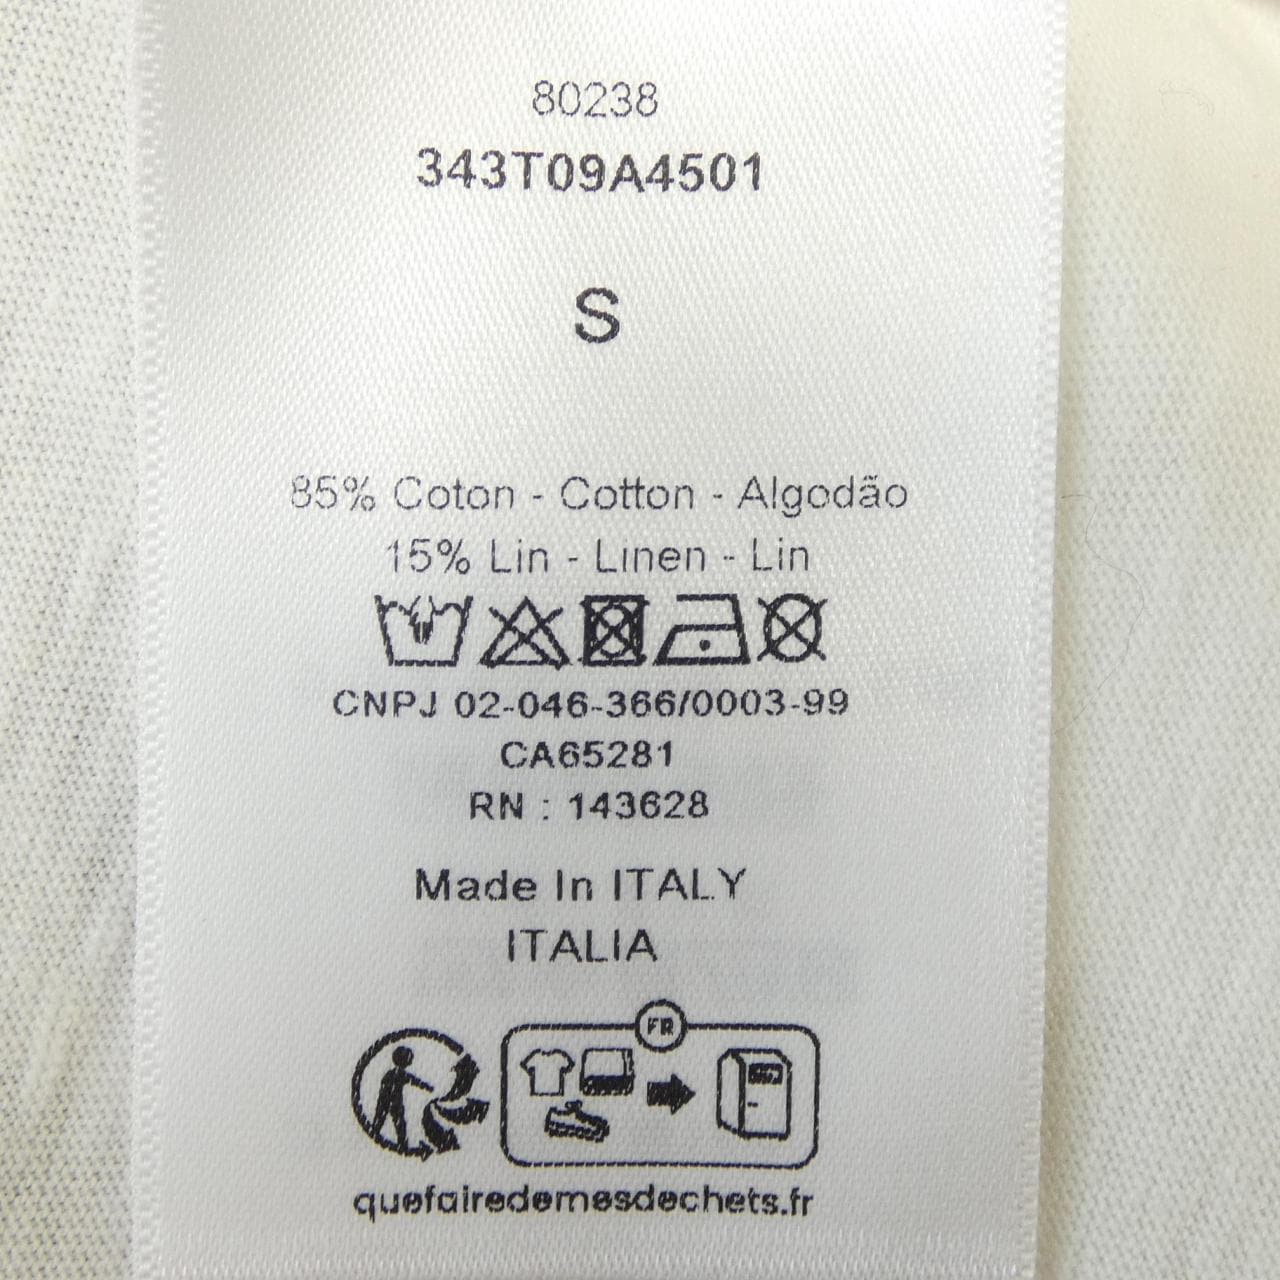 80238
343T09A4501
S
85% Coton - Cotton - Algodão
15% Lin - Linen - Lin
CNPJ 02-046-366/0003-99
CA65281
RN : 143628
Made In ITALY
ITALIA
FR
quefairedemesdechets.fr